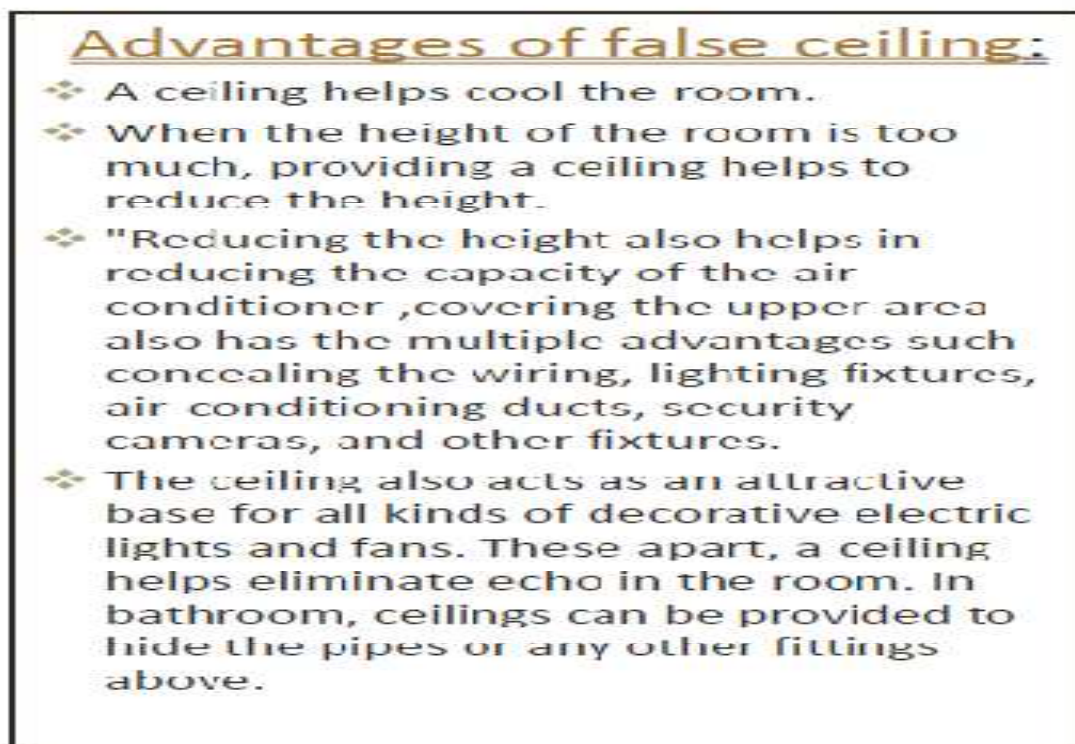 Advantages of false ceiling:
❖ A ceiling helps cool the room.
❖ When the height of the room is too
much, providing a ceiling helps to
reduce the height.
❖ "Reducing the height also helps in
reducing the capacity of the air
conditioner ,covering the upper area
also has the multiple advantages such
concealing the wiring, lighting fixtures,
air conditioning ducts, security
cameras, and other fixtures.
❖ The ceiling also acts as an attractive
base for all kinds of decorative electric
lights and fans. These apart, a ceiling
helps eliminate echo in the room. In
bathroom, ceilings can be provided to
hide the pipes or any other fittings
above.